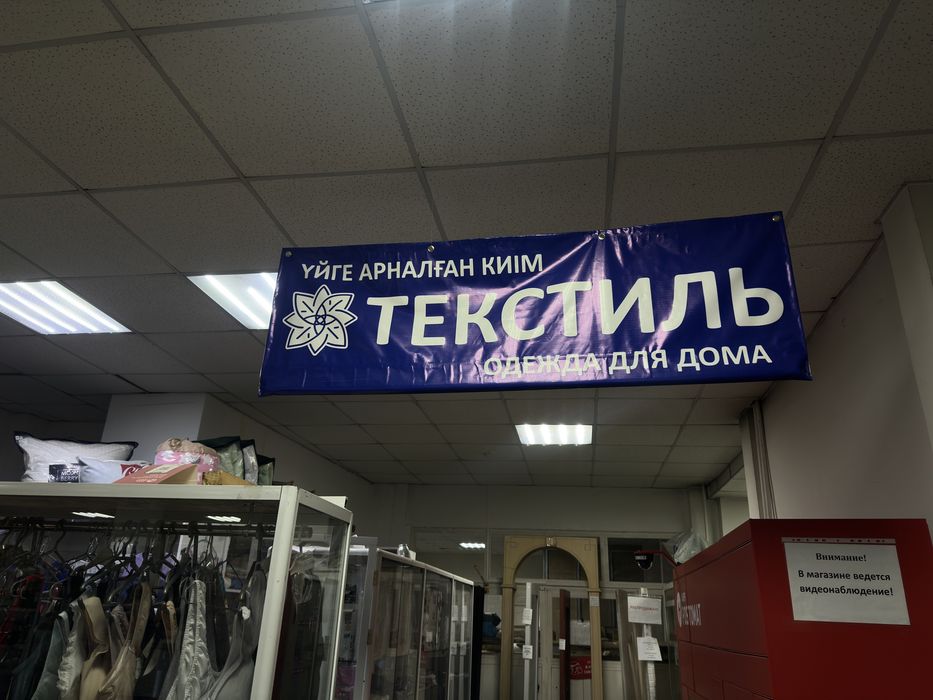 ҮЙГЕ АРНАЛҒАН КИІМ
ТЕКСТИЛЬ
ОДЕЖДА ДЛЯ ДОМА
Внимание!
В магазине ведется
видеонаблюдение!